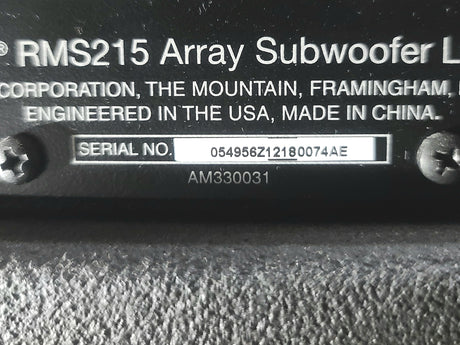 ® RMS215 Array Subwoofer L
CORPORATION, THE MOUNTAIN, FRAMINGHAM,
ENGINEERED IN THE USA, MADE IN CHINA.
SERIAL NO. 054956Z12180074AE
AM330031